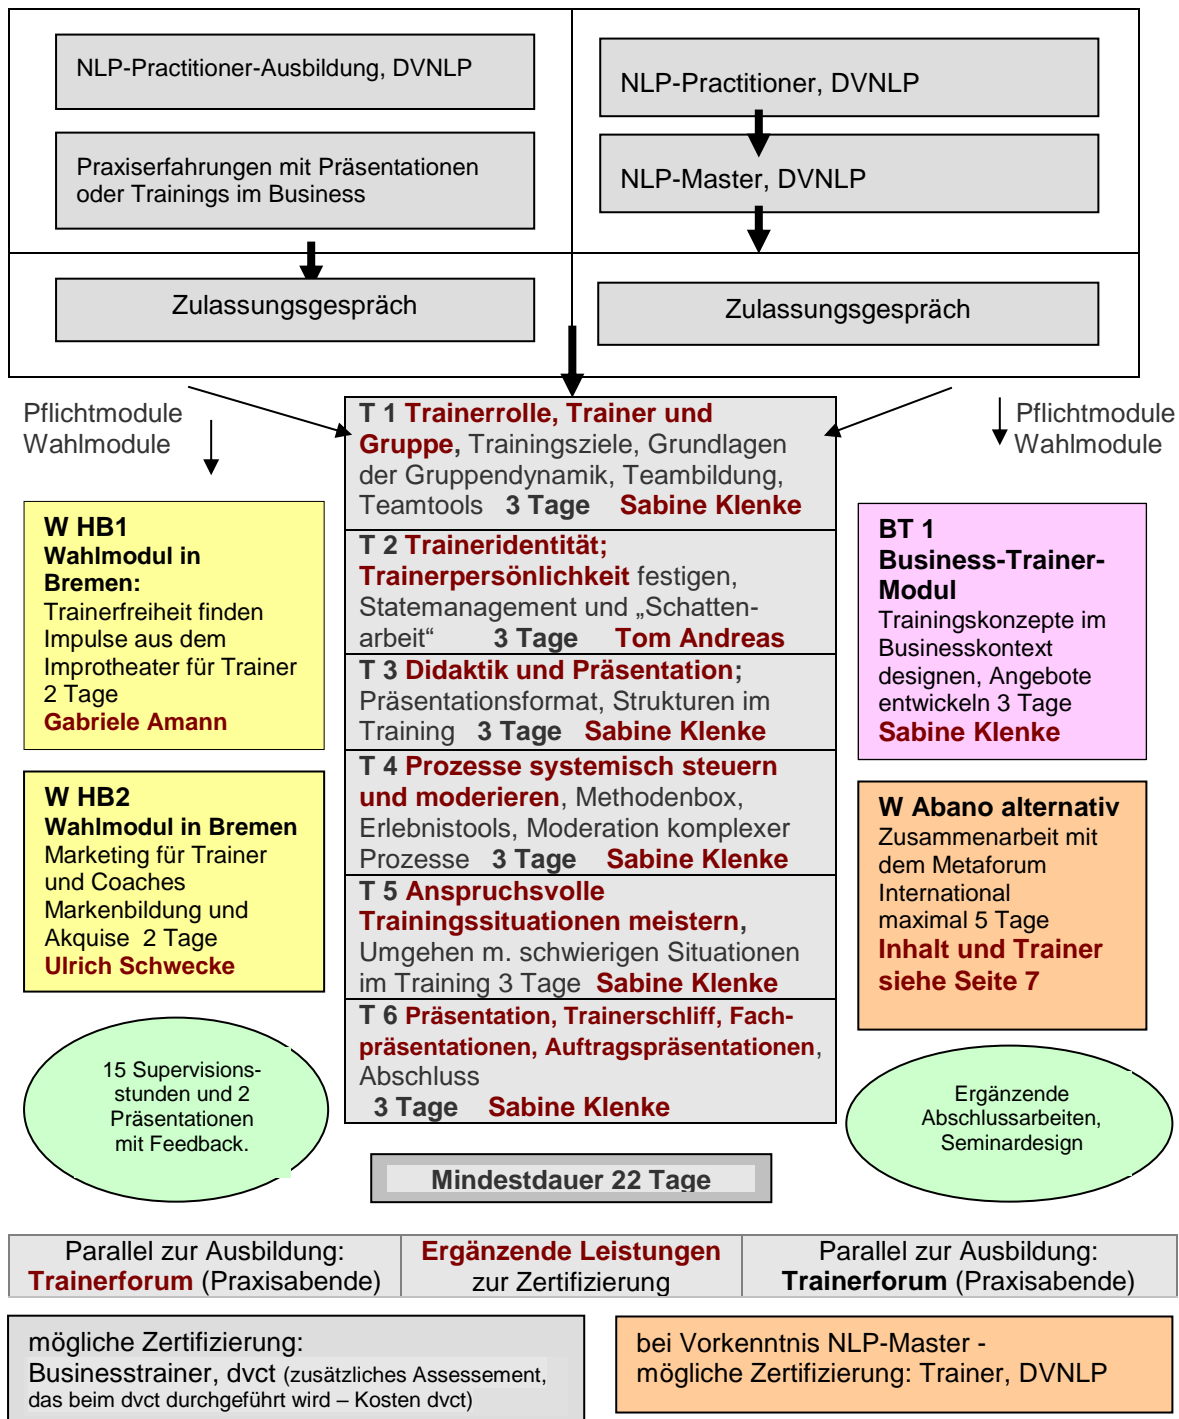 NLP-Practitioner-Ausbildung, DVNLP
Praxiserfahrungen mit Präsentationen
oder Trainings im Business
Zulassungsgespräch
NLP-Practitioner, DVNLP
NLP-Master, DVNLP
Zulassungsgespräch
Pflichtmodule
Wahlmodule
W HB1
Wahlmodul in
Bremen:
Trainerfreiheit finden
Impulse aus dem
Improtheater für Trainer
2 Tage
Gabriele Amann
W HB2
Wahlmodul in Bremen
Marketing für Trainer
und Coaches
Markenbildung und
Akquise 2 Tage
Ulrich Schwecke
15 Supervisions-
stunden und 2
Präsentationen
mit Feedback.
T 1 Trainerrolle, Trainer und
Gruppe, Trainingsziele, Grundlagen
der Gruppendynamik, Teambildung,
Teamtools 3 Tage Sabine Klenke
T 2 Traineridentität;
Trainerpersönlichkeit festigen,
Statemanagement und „Schatten-
arbeit“ 3 Tage Tom Andreas
T 3 Didaktik und Präsentation;
Präsentationsformat, Strukturen im
Training 3 Tage Sabine Klenke
T 4 Prozesse systemisch steuern
und moderieren, Methodenbox,
Erlebnistools, Moderation komplexer
Prozesse 3 Tage Sabine Klenke
T 5 Anspruchsvolle
Trainingssituationen meistern,
Umgehen m. schwierigen Situationen
im Training 3 Tage Sabine Klenke
T 6 Präsentation, Trainerschliff, Fach-
präsentationen, Auftragspräsentationen,
Abschluss
3 Tage Sabine Klenke
Mindestdauer 22 Tage
Pflichtmodule
Wahlmodule
BT 1
Business-Trainer-
Modul
Trainingskonzepte im
Businesskontext
designen, Angebote
entwickeln 3 Tage
Sabine Klenke
W Abano alternativ
Zusammenarbeit mit
dem Metaforum
International
maximal 5 Tage
Inhalt und Trainer
siehe Seite 7
Ergänzende
Abschlussarbeiten,
Seminardesign
Parallel zur Ausbildung:
Trainerforum (Praxisabende)
Ergänzende Leistungen
zur Zertifizierung
Parallel zur Ausbildung:
Trainerforum (Praxisabende)
mögliche Zertifizierung:
Businesstrainer, dvct (zusätzliches Assessment,
das beim dvct durchgeführt wird – Kosten dvct)
bei Vorkenntnis NLP-Master -
mögliche Zertifizierung: Trainer, DVNLP